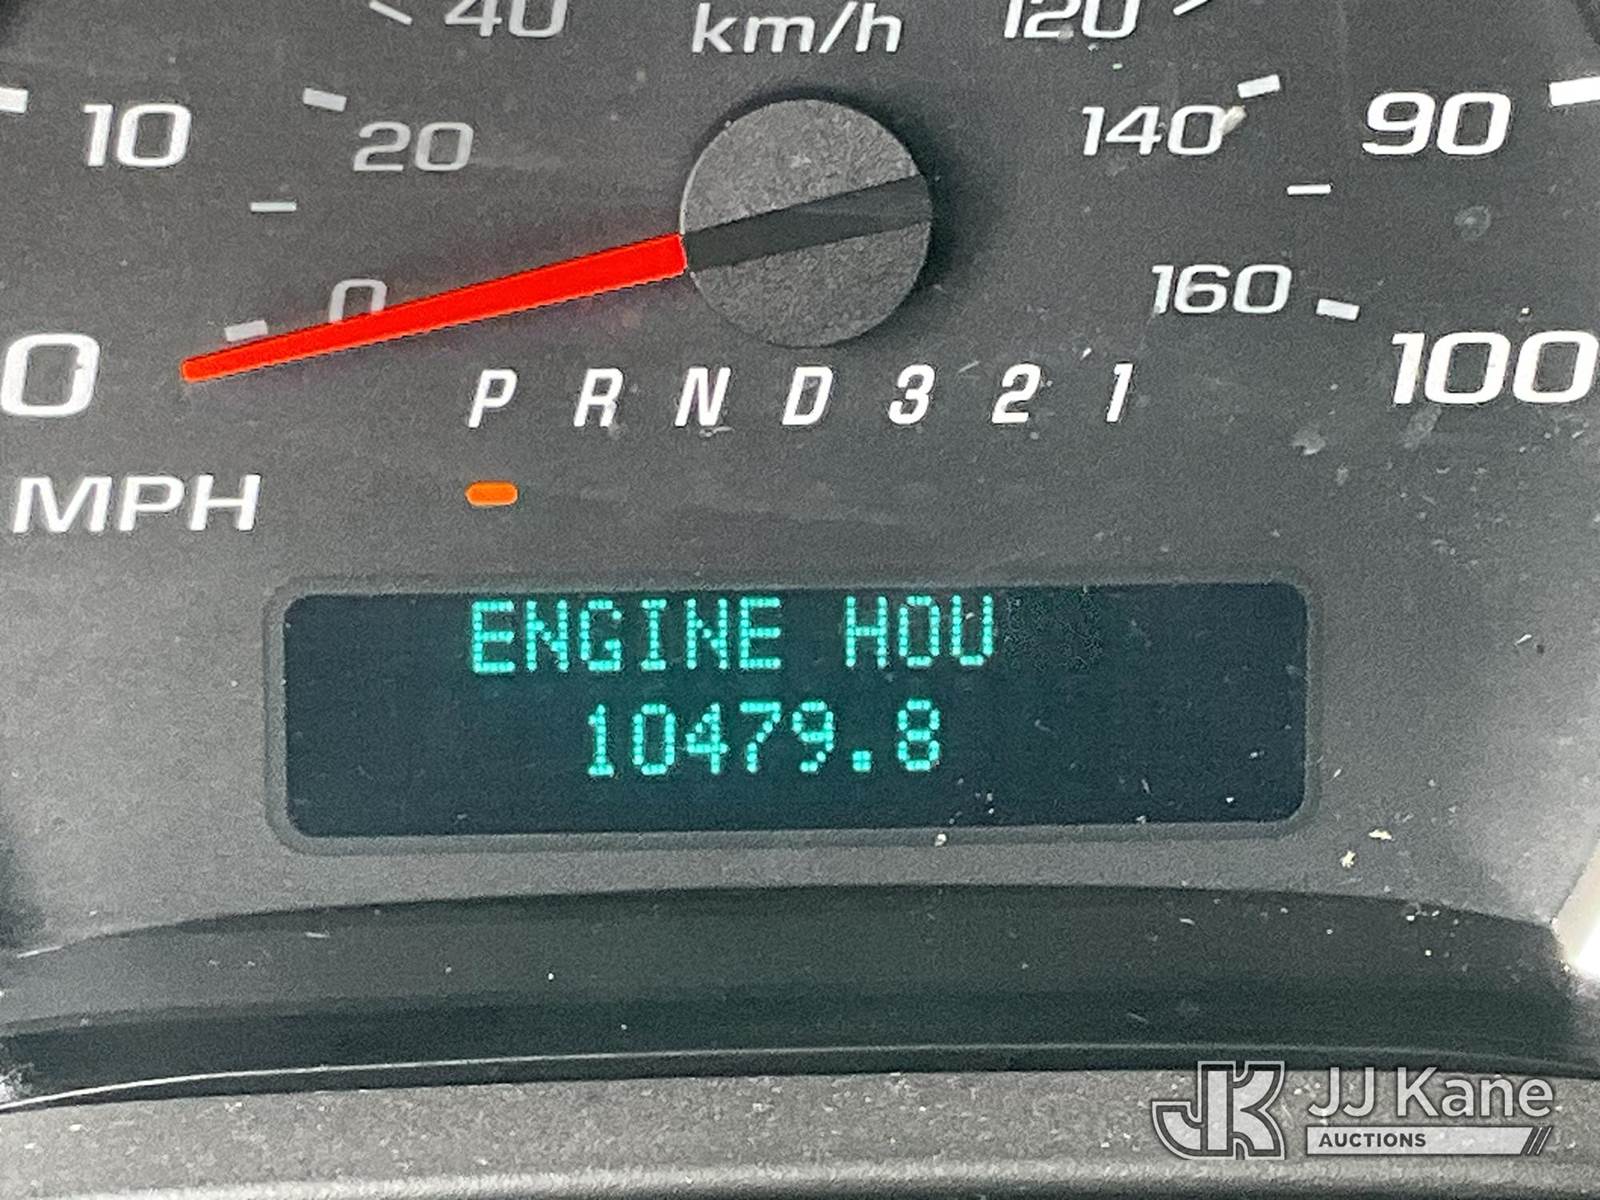 40 km/h 120
10 20 140 90
0 0 160 100
P R N D 3 2 1
MPH
ENGINE HOU
10479.8
JK JJ Kane
AUCTIONS